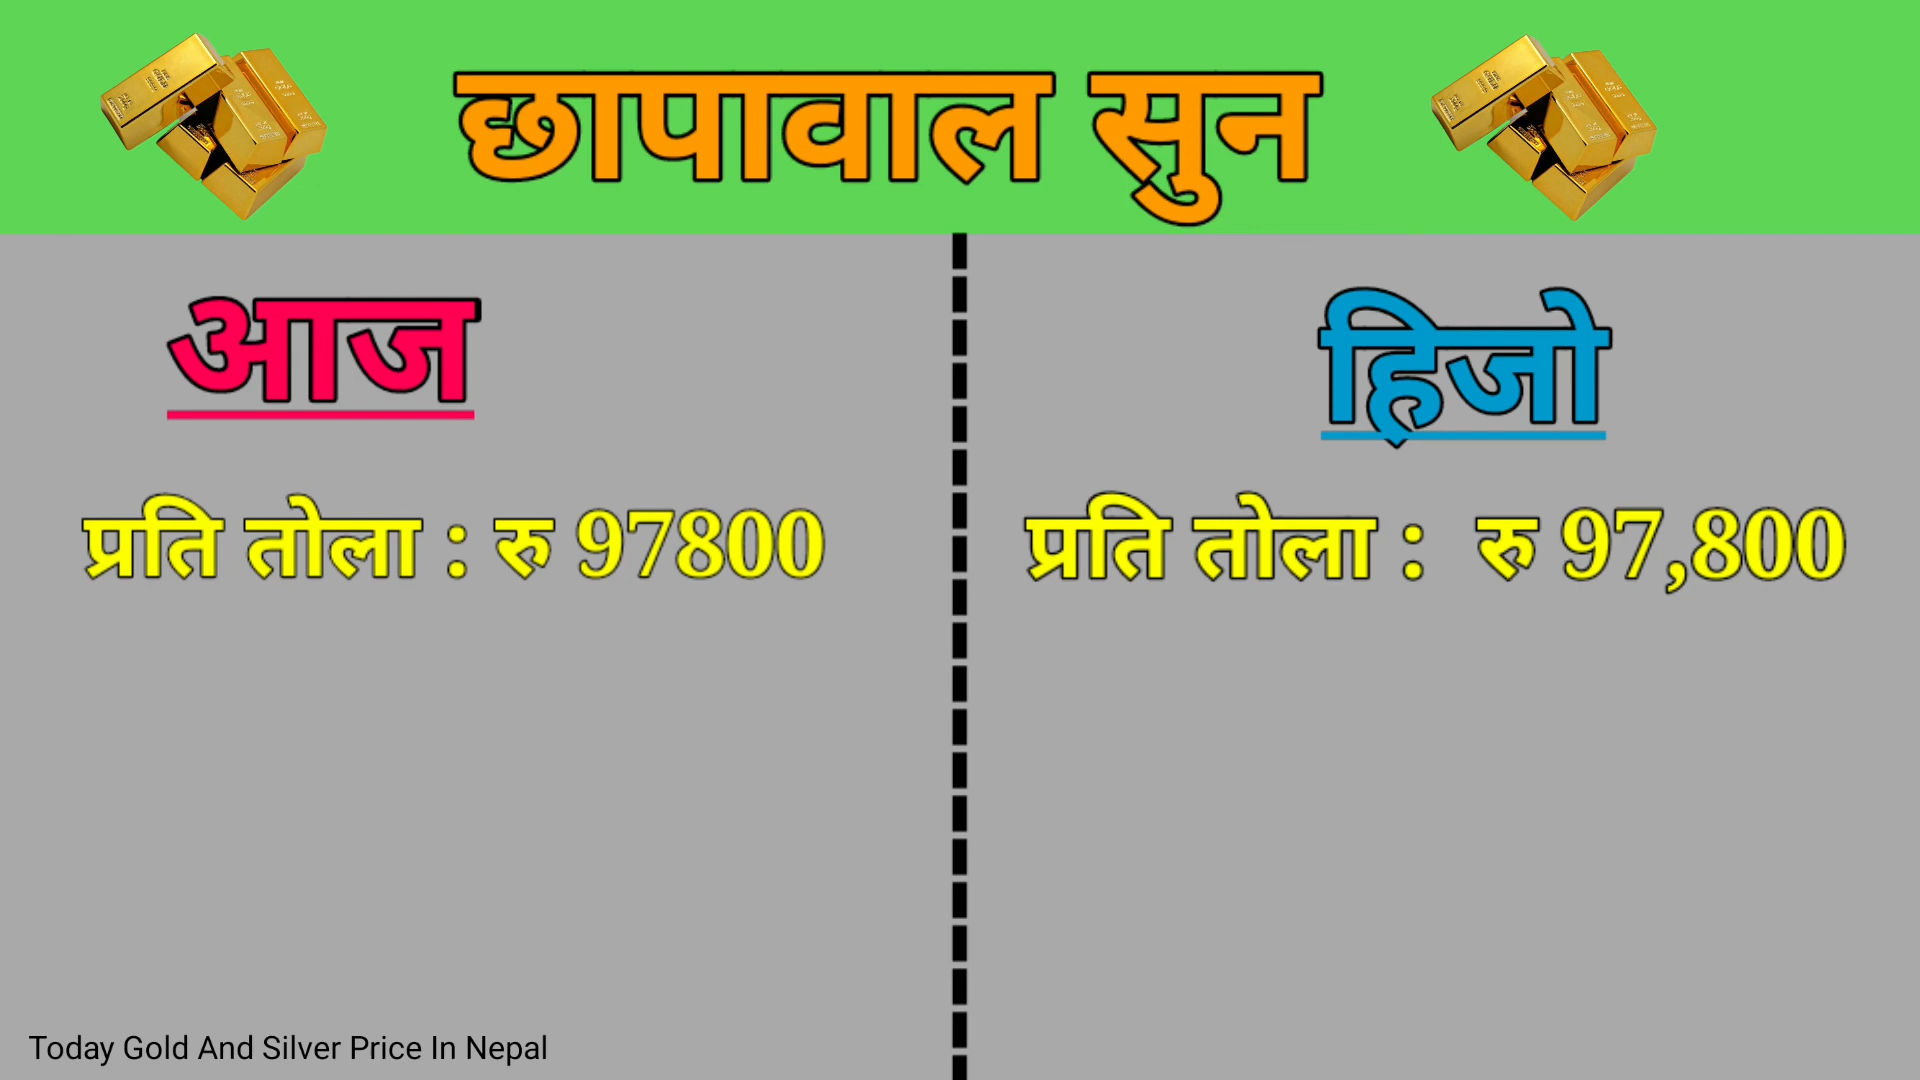 छापावाल सुन
आज
प्रति तोला : रु 97800
हिजो
प्रति तोला : रु 97,800
Today Gold And Silver Price In Nepal